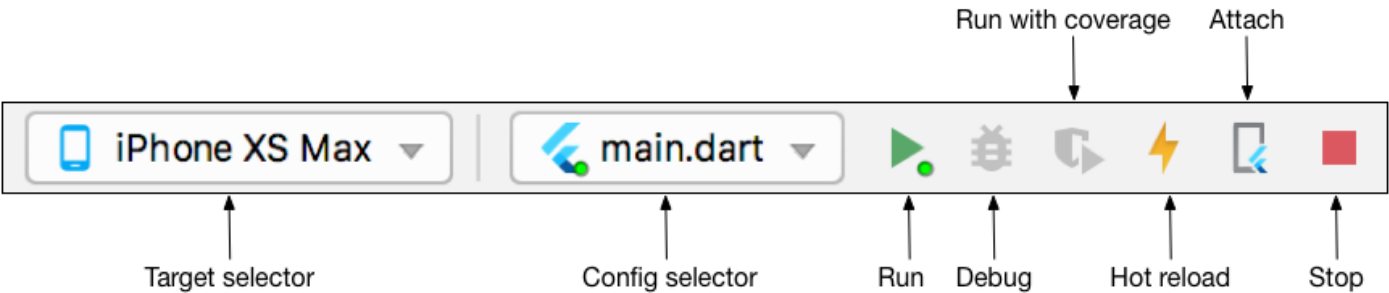 Run with coverage
Attach
iPhone XS Max
main.dart
Target selector
Config selector
Run
Debug
Hot reload
Stop